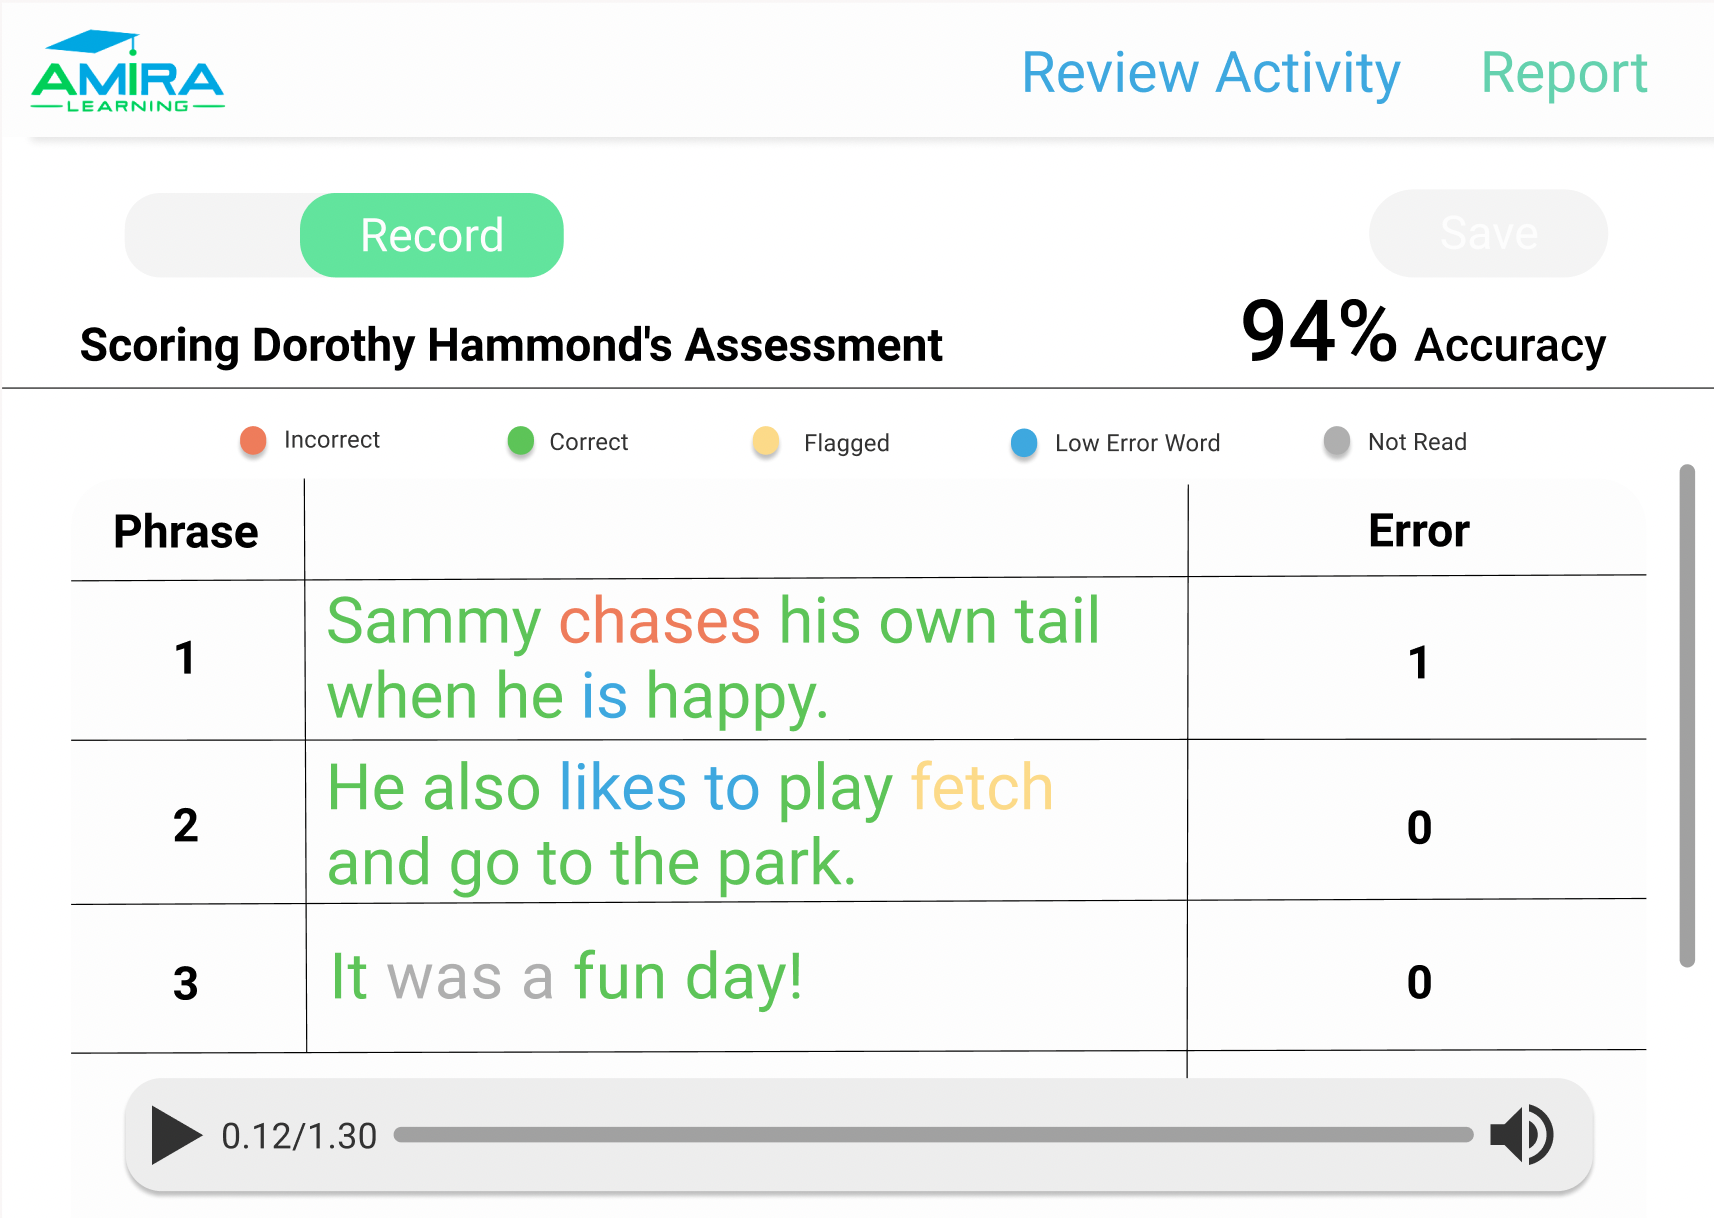 AMIRA
LEARNING
Review Activity
Report
Record
Save
Scoring Dorothy Hammond's Assessment
94% Accuracy
Incorrect
Correct
Flagged
Low Error Word
Not Read
Phrase
Error
1
Sammy chases his own tail
when he is happy.
1
2
He also likes to play fetch
and go to the park.
0
3
It was a fun day!
0
0.12/1.30